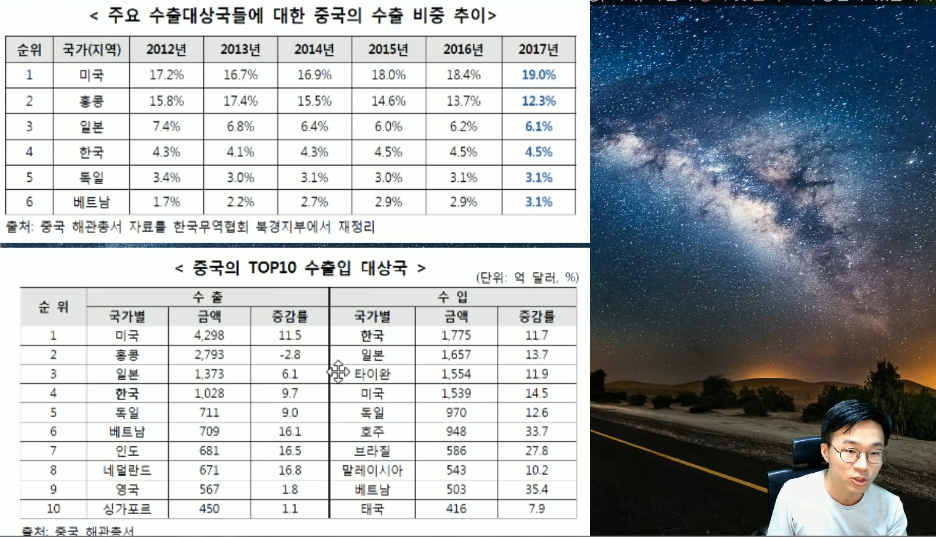 < 주요 수출대상국들에 대한 중국의 수출 비중 추이>
순위 국가(지역) 2012년 2013년 2014년 2015년 2016년 2017년
1 미국 17.2% 16.7% 16.9% 18.0% 18.4% 19.0%
2 홍콩 15.8% 17.4% 15.5% 14.6% 13.7% 12.3%
3 일본 7.4% 6.8% 6.4% 6.0% 6.2% 6.1%
4 한국 4.3% 4.1% 4.3% 4.5% 4.5% 4.5%
5 독일 3.4% 3.0% 3.1% 3.0% 3.1% 3.1%
6 베트남 1.7% 2.2% 2.7% 2.9% 2.9% 3.1%
출처: 중국 해관총서 자료를 한국무역협회 북경지부에서 재정리
< 중국의 TOP10 수출입 대상국 >
(단위: 억 달러, %)
순 위 수 출 수 입
국가별 금액 증감률 국가별 금액 증감률
1 미국 4,298 11.5 한국 1,775 11.7
2 홍콩 2,793 -2.8 일본 1,657 13.7
3 일본 1,373 6.1 타이완 1,554 11.9
4 한국 1,028 9.7 미국 1,539 14.5
5 독일 711 9.0 독일 970 12.6
6 베트남 709 16.1 호주 948 33.7
7 인도 681 16.5 브라질 586 27.8
8 네덜란드 671 16.8 말레이시아 543 10.2
9 영국 567 1.8 베트남 503 35.4
10 싱가포르 450 1.1 태국 416 7.9
출처: 중국 해관총서